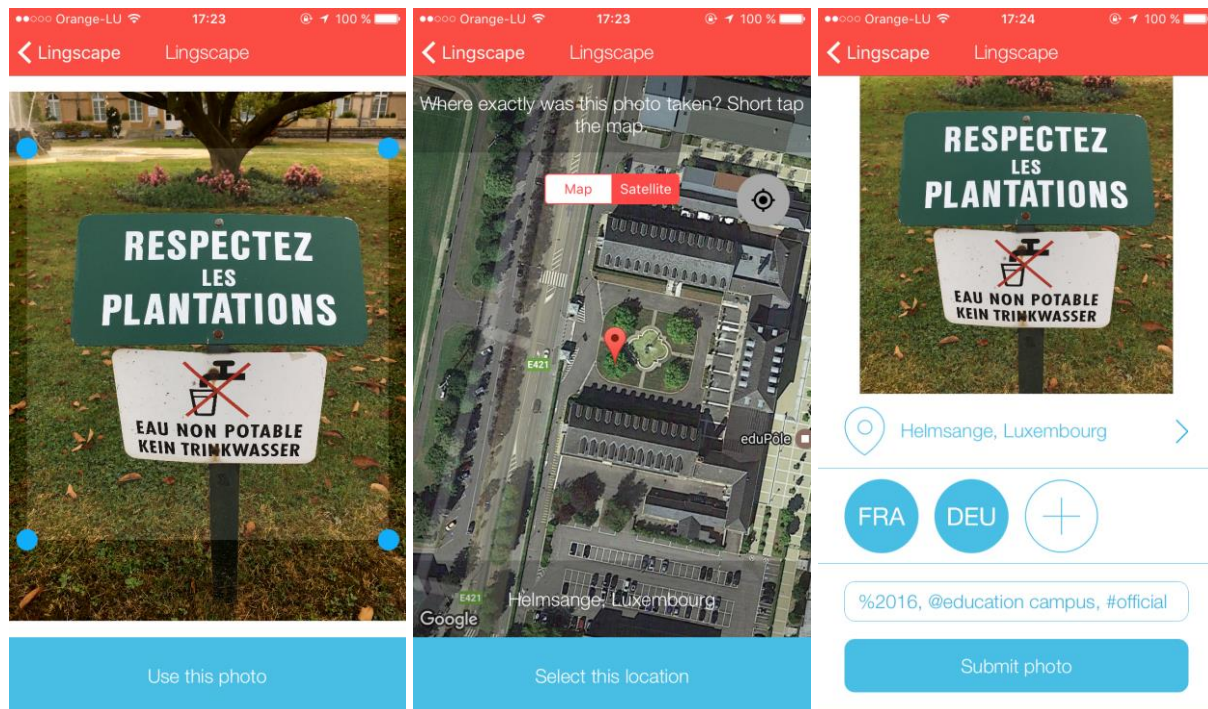 Orange-LU 17:23 100 %
Lingscape Lingscape
RESPECTEZ
LES
PLANTATIONS
EAU NON POTABLE
KEIN TRINKWASSER
Use this photo
Orange-LU 17:23 100 %
Lingscape Lingscape
Where exactly was this photo taken? Short tap
the map.
Map Satellite
E421
eduPôle
E421
Helmsange, Luxembourg
Google
Select this location
Orange-LU 17:24 100 %
Lingscape Lingscape
RESPECTEZ
LES
PLANTATIONS
EAU NON POTABLE
KEIN TRINKWASSER
Helmsange, Luxembourg
FRA DEU
%2016, @education campus, #official
Submit photo